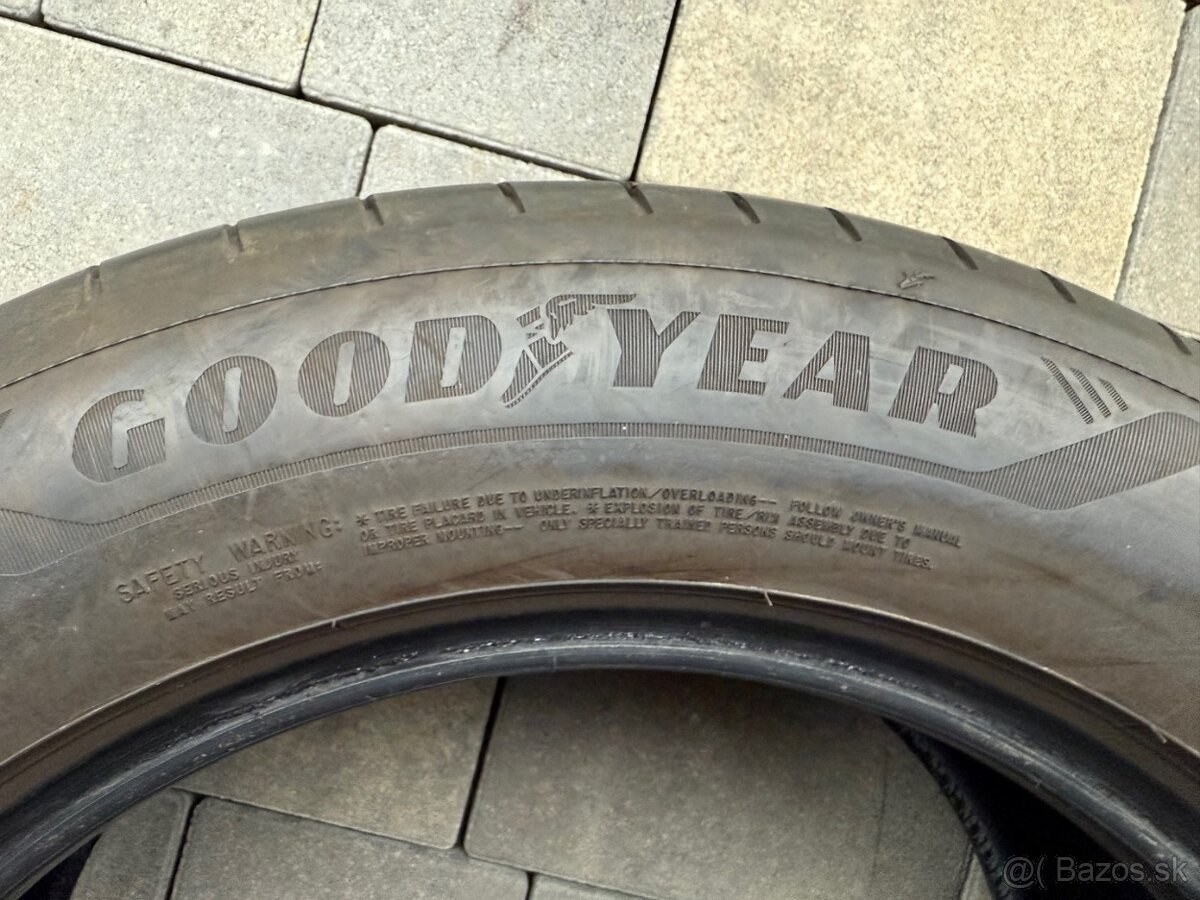 GOODYEAR
SAFETY WARNING:
SERIOUS INJURY
MAY RESULT FROM:
* TIRE FAILURE DUE TO UNDERINFLATION/OVERLOADING-- FOLLOW OWNER'S MANUAL
OR TIRE PLACARD IN VEHICLE. * EXPLOSION OF TIRE/RIM ASSEMBLY DUE TO
IMPROPER MOUNTING-- ONLY SPECIALLY TRAINED PERSONS SHOULD MOUNT TIRES.
@( Bazos.sk